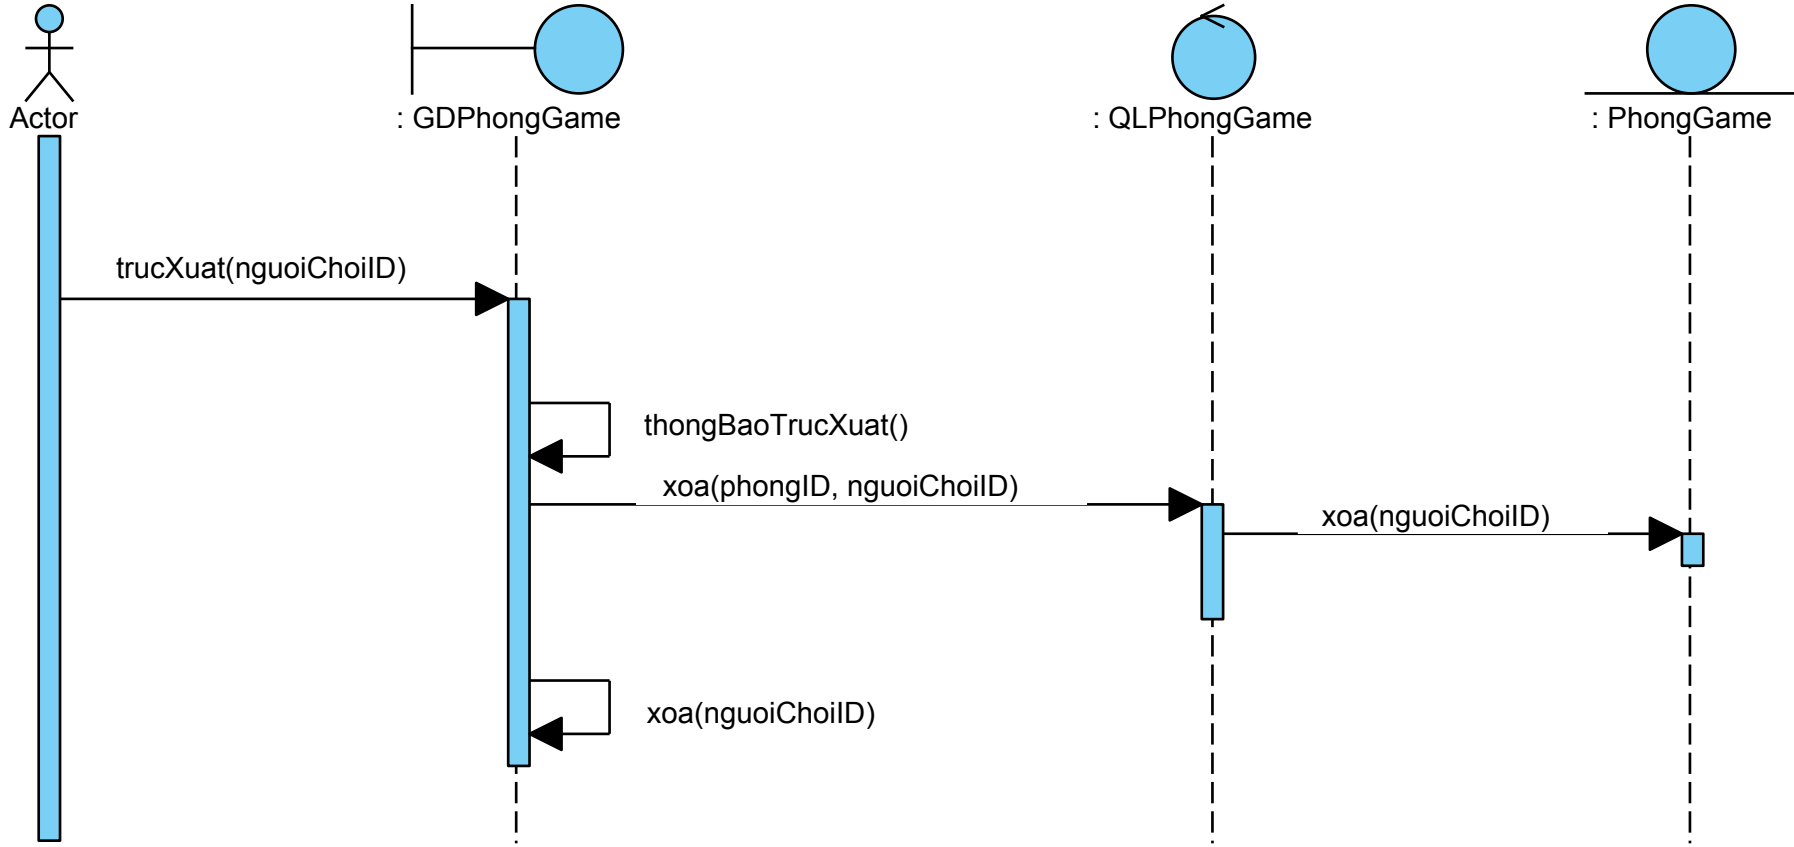 Actor
: GDPhongGame
: QLPhongGame
: PhongGame
trucXuat(nguoiChoiID)
thongBaoTrucXuat()
xoa(phongID, nguoiChoiID)
xoa(nguoiChoiID)
xoa(nguoiChoiID)